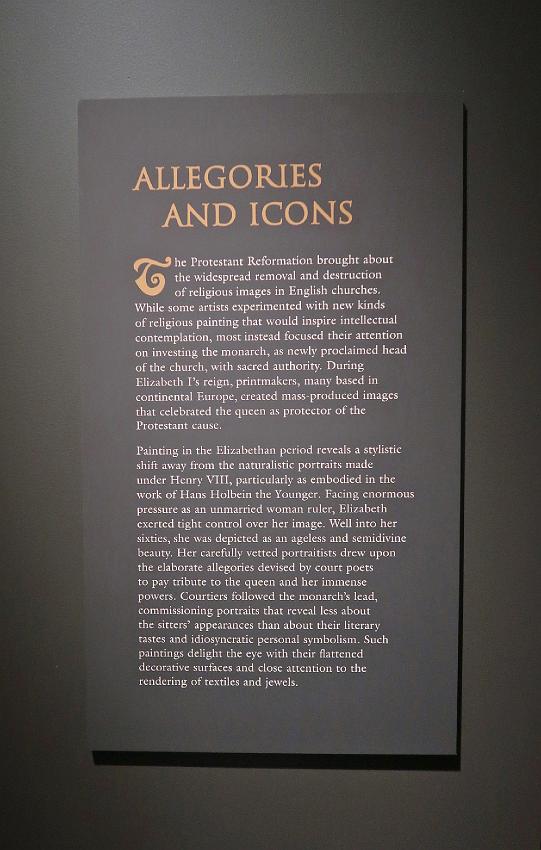 ALLEGORIES
AND ICONS
The Protestant Reformation brought about
the widespread removal and destruction
of religious images in English churches.
While some artists experimented with new kinds
of religious painting that would inspire intellectual
contemplation, most instead focused their attention
on investing the monarch, as newly proclaimed head
of the church, with sacred authority. During
Elizabeth I's reign, printmakers, many based in
continental Europe, created mass-produced images
that celebrated the queen as protector of the
Protestant cause.
Painting in the Elizabethan period reveals a stylistic
shift away from the naturalistic portraits made
under Henry VIII, particularly as embodied in the
work of Hans Holbein the Younger. Facing enormous
pressure as an unmarried woman ruler, Elizabeth
exerted tight control over her image. Well into her
sixties, she was depicted as an ageless and semidivine
beauty. Her carefully vetted portraitists drew upon
the elaborate allegories devised by court poets
to pay tribute to the queen and her immense
powers. Courtiers followed the monarch's lead,
commissioning portraits that reveal less about
the sitters' appearances than about their literary
tastes and idiosyncratic personal symbolism. Such
paintings delight the eye with their flattened
decorative surfaces and close attention to the
rendering of textiles and jewels.